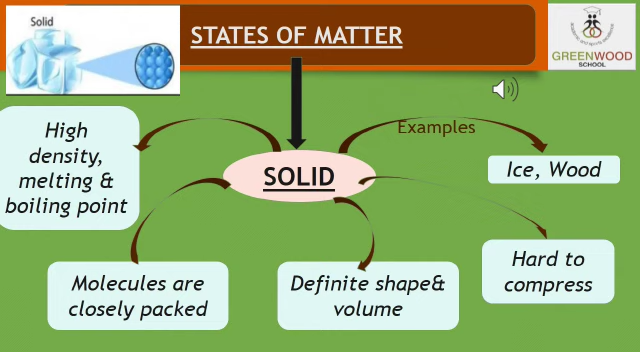 Solid
STATES OF MATTER
GREENWOOD
SCHOOL
High
density,
melting &
boiling point
Examples
SOLID
Ice, Wood
Molecules are
closely packed
Definite shape&
volume
Hard to
compress